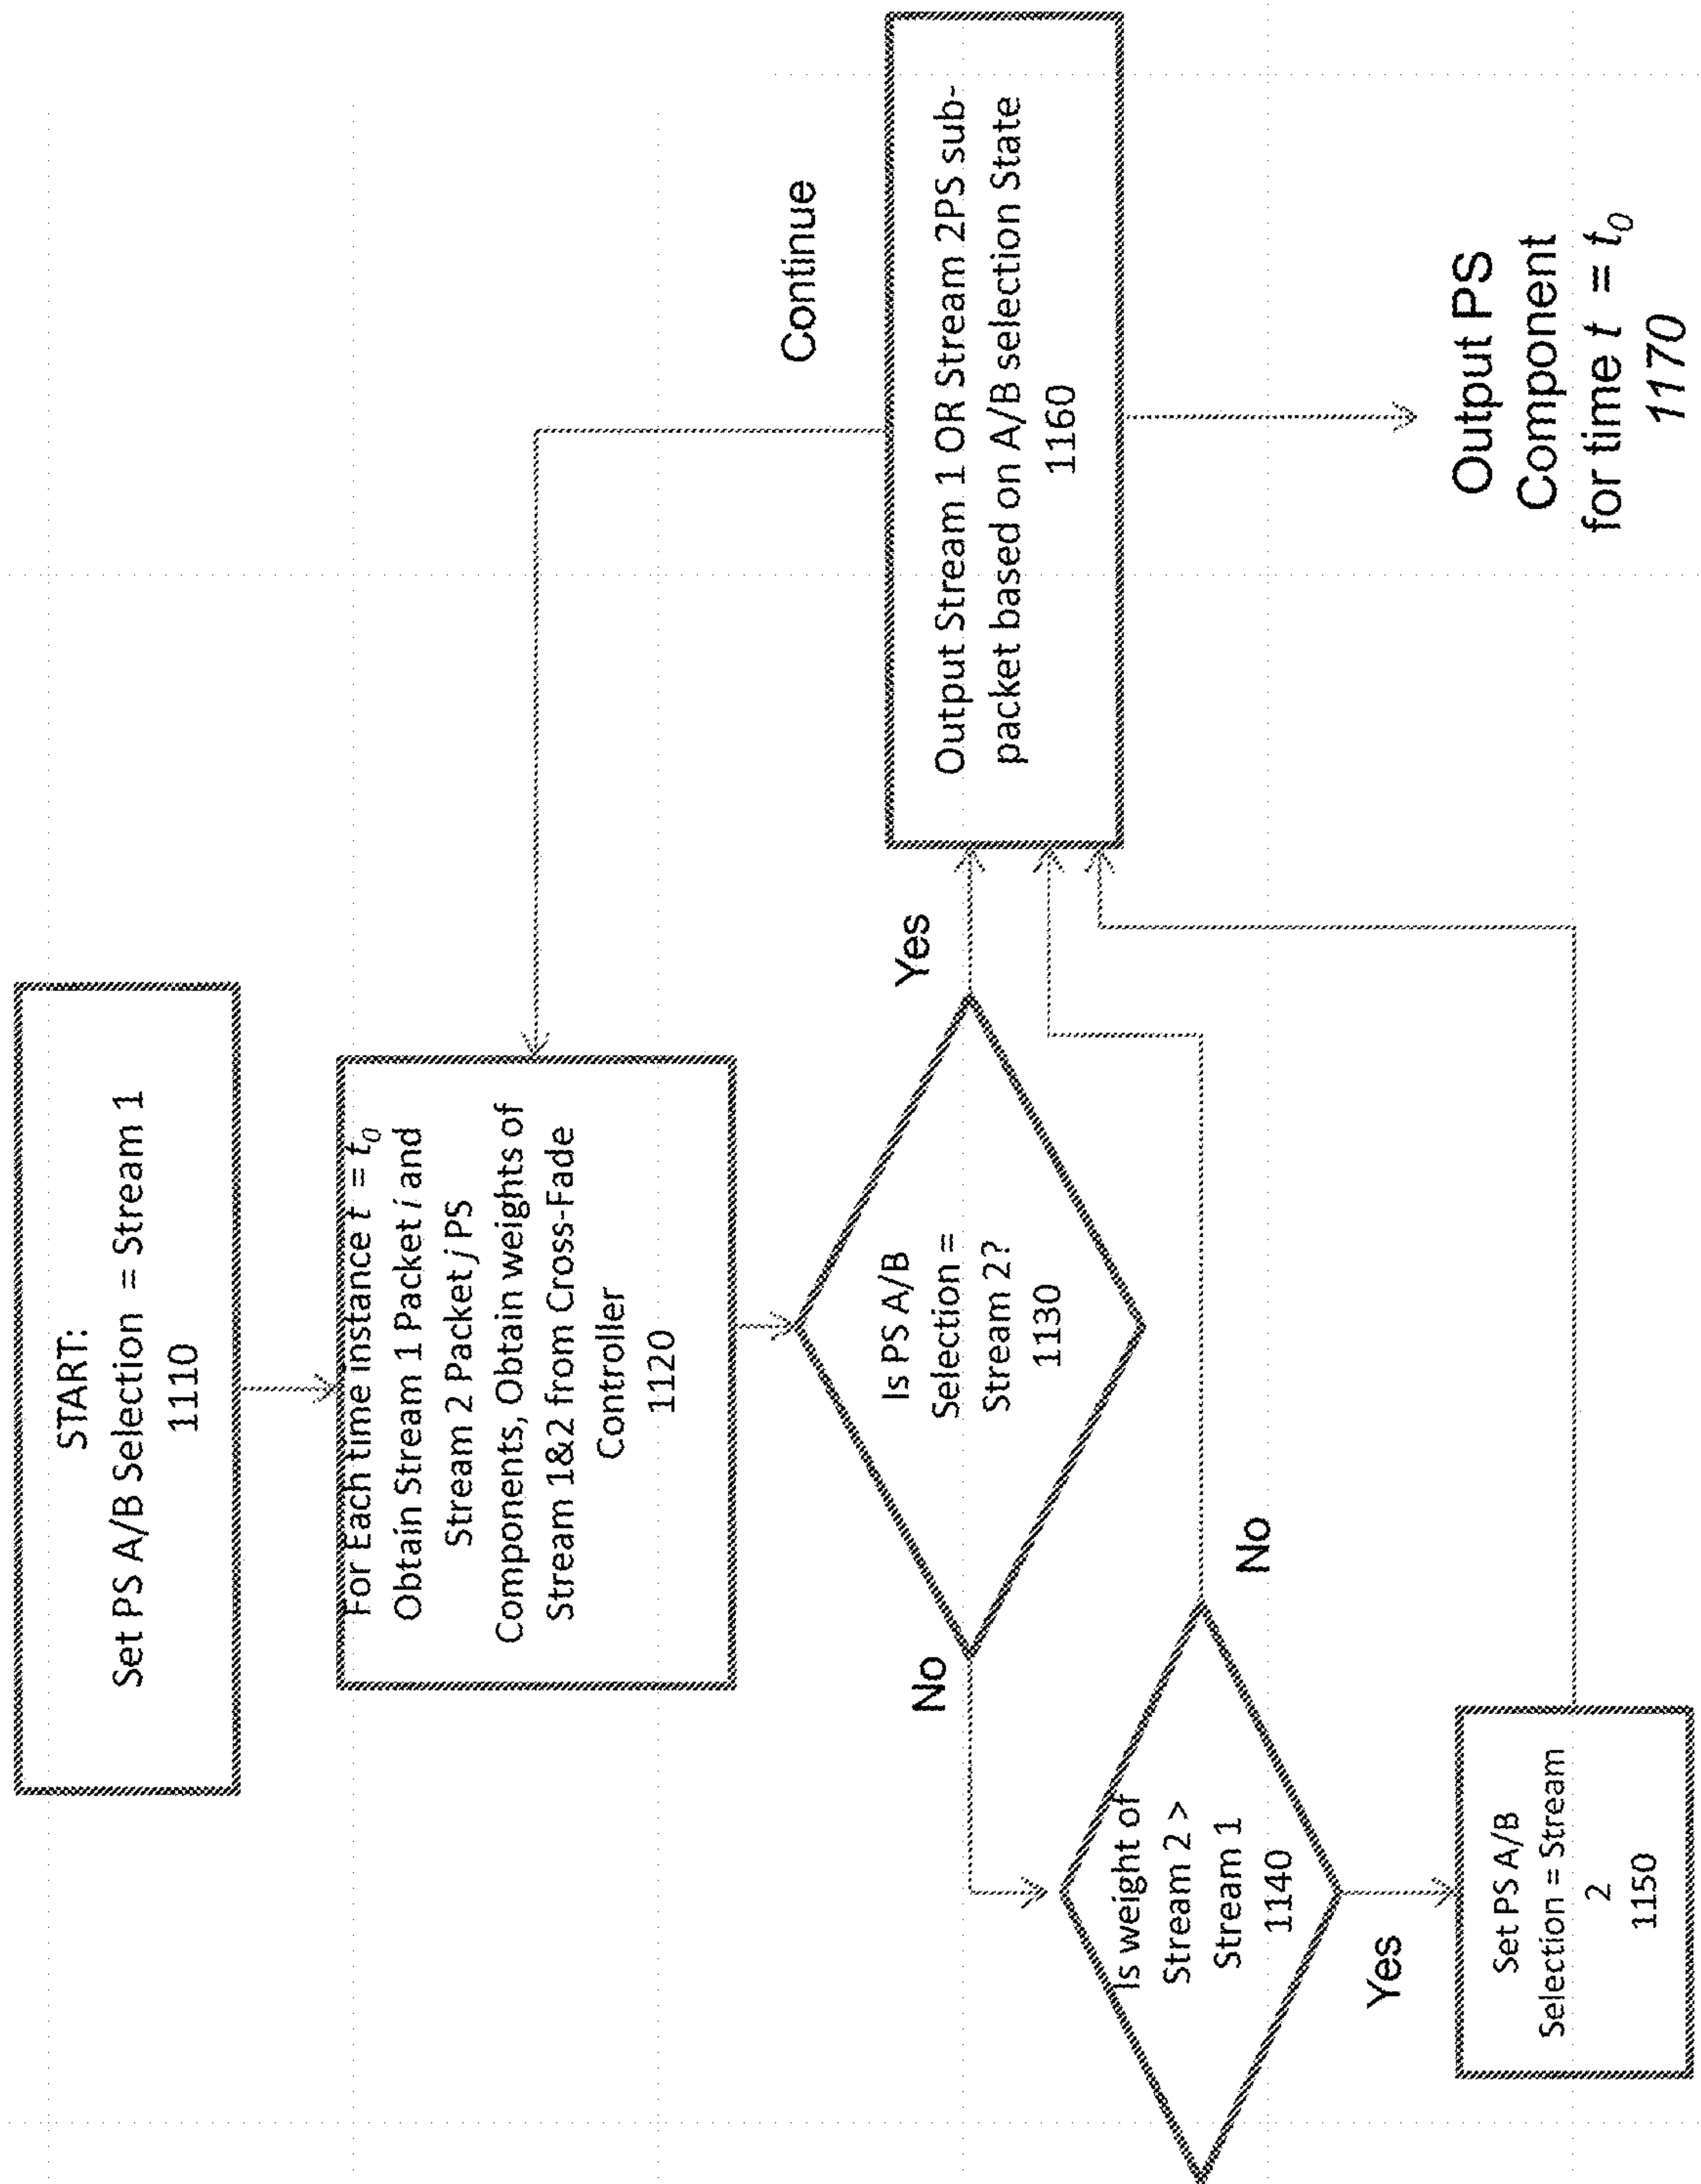 START:
Set PS A/B Selection = Stream 1
1110
For Each time instance t = t0
Obtain Stream 1 Packet i and
Stream 2 Packet j PS
Components, Obtain weights of
Stream 1&2 from Cross-Fade
Controller
1120
Is PS A/B
Selection =
Stream 2?
1130
Yes
No
Is weight of
Stream 2 >
Stream 1
1140
No
Yes
Set PS A/B
Selection = Stream
2
1150
Continue
Output Stream 1 OR Stream 2PS sub-
packet based on A/B selection State
1160
Output PS
Component
for time t = t0
1170